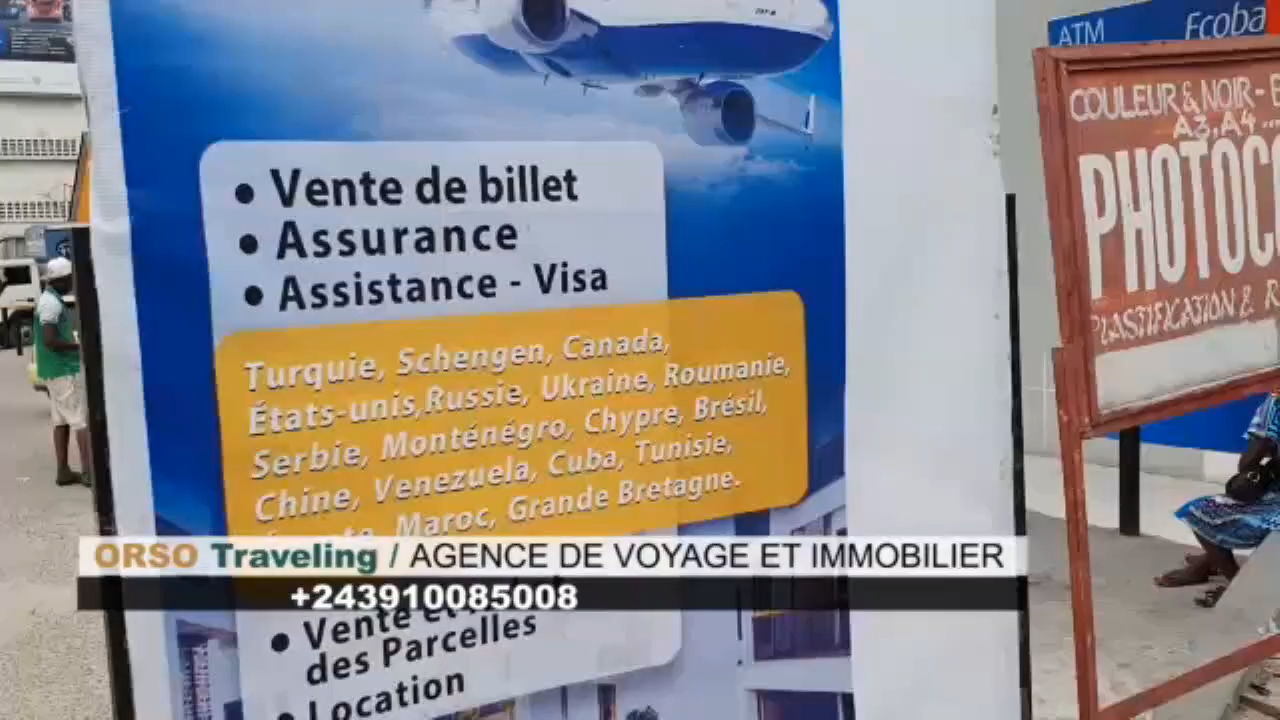 ATM Ecoba
COULEUR & NOIR - 
A3, A4 ...
PHOTOC
PLASTIFICATION & R
• Vente de billet
• Assurance
• Assistance - Visa
Turquie, Schengen, Canada,
États-unis,Russie, Ukraine, Roumanie,
Serbie, Monténégro, Chypre, Brésil,
Chine, Venezuela, Cuba, Tunisie,
Maroc, Grande Bretagne.
ORSO Traveling / AGENCE DE VOYAGE ET IMMOBILIER
+243910085008
• Vente et
des Parcelles
• Location